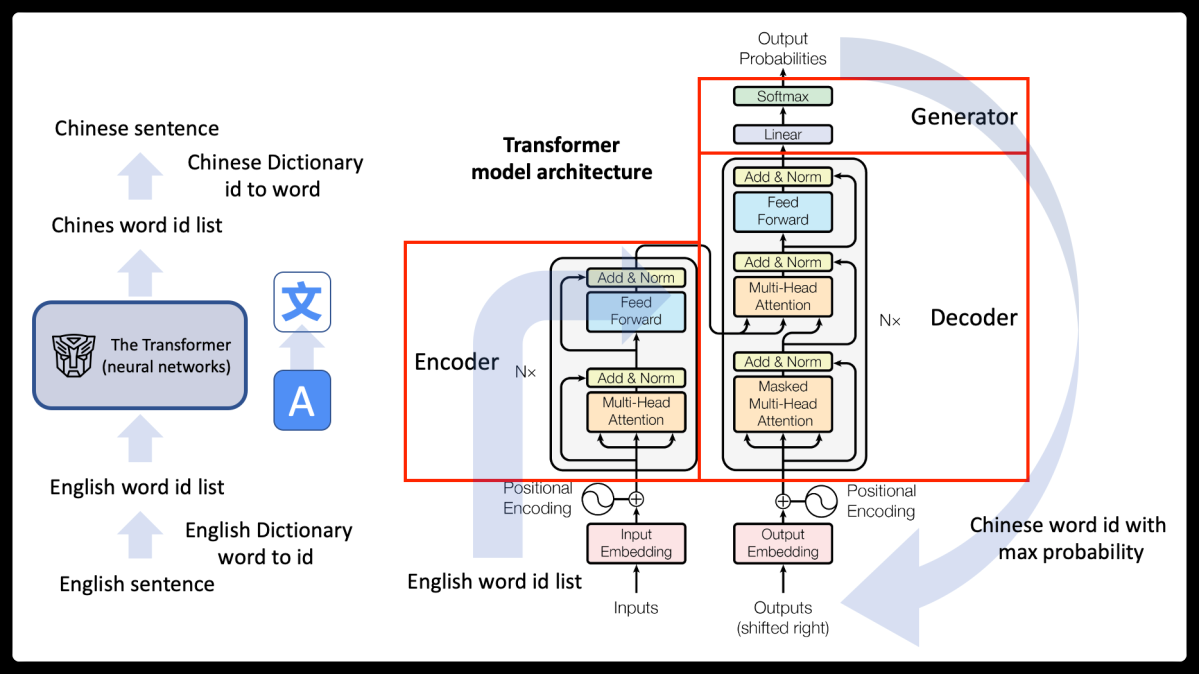 Chinese sentence
Chinese Dictionary
id to word
Chines word id list
The Transformer
(neural networks)
文
A
English word id list
English Dictionary
word to id
English sentence
Transformer
model architecture
Output
Probabilities
Softmax
Generator
Linear
Add & Norm
Feed
Forward
Add & Norm
Multi-Head
Attention
Nx
Decoder
Add & Norm
Masked
Multi-Head
Attention
Encoder
Nx
Add & Norm
Feed
Forward
Add & Norm
Multi-Head
Attention
Positional
Encoding
Positional
Encoding
Input
Embedding
Output
Embedding
English word id list
Inputs
Outputs
(shifted right)
Chinese word id with
max probability